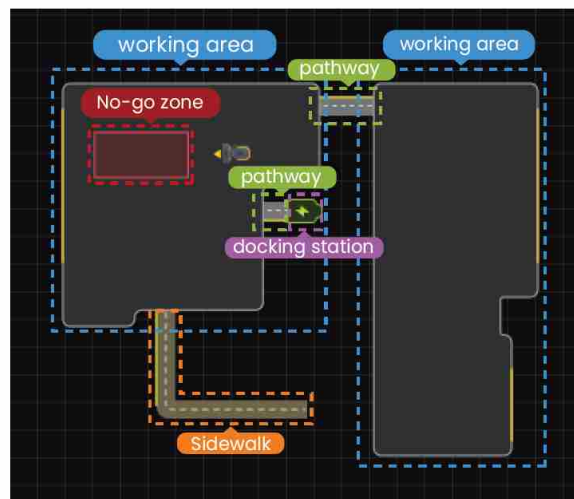 working area
working area
pathway
No-go zone
pathway
docking station
Sidewalk